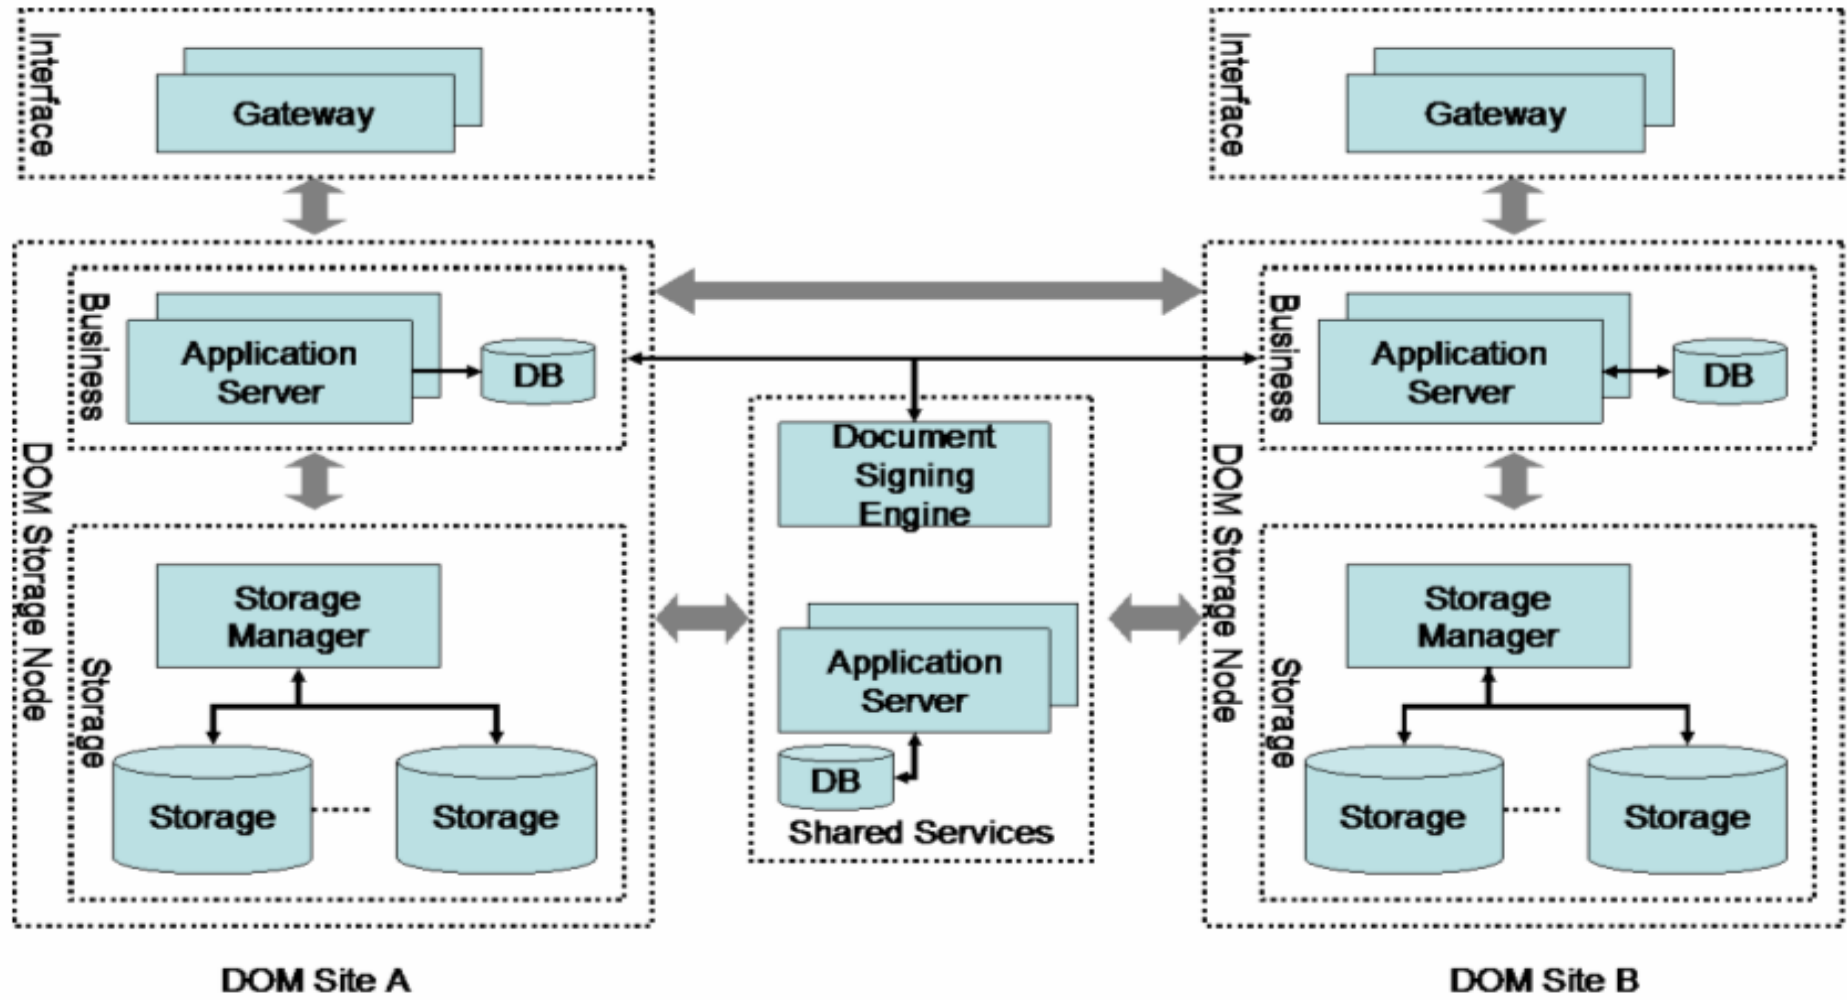 Interface
Gateway
Interface
Gateway
DOM Storage Node
Business
Application
Server
DB
Storage
Storage
Manager
Storage
Storage
Document
Signing
Engine
Application
Server
DB
Shared Services
DOM Storage Node
Business
Application
Server
DB
Storage
Storage
Manager
Storage
Storage
DOM Site A
DOM Site B